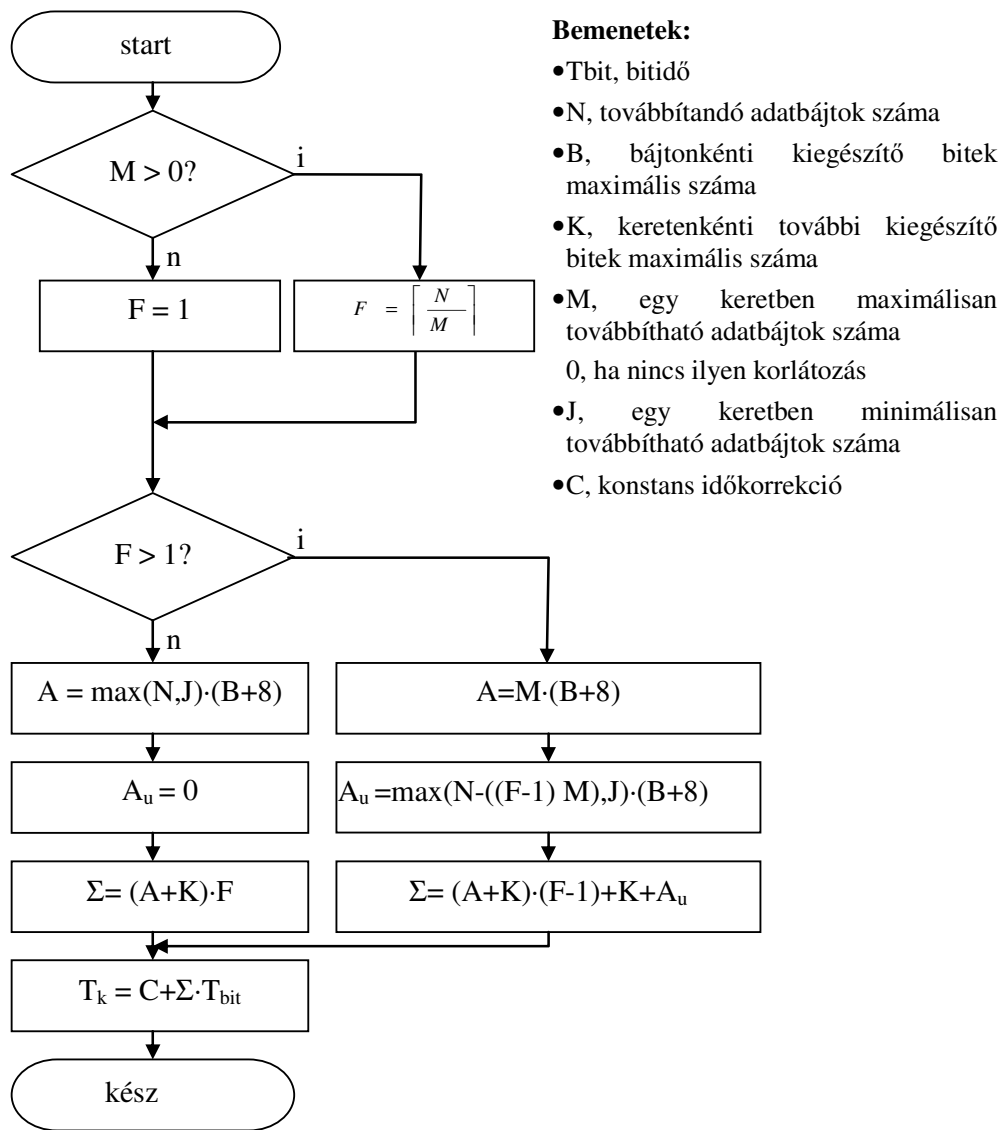 start
M > 0?
i
n
F = 1
F = ⌈N/M⌉
F > 1?
i
n
A = max(N,J)·(B+8)
A=M·(B+8)
Au = 0
Au =max(N-((F-1) M),J)·(B+8)
Σ= (A+K)·F
Σ= (A+K)·(F-1)+K+Au
Tk = C+Σ·Tbit
kész
Bemenetek:
•Tbit, bitidő
•N, továbbítandó adatbájtok száma
•B, bájtonkénti kiegészítő bitek
maximális száma
•K, keretenkénti további kiegészítő
bitek maximális száma
•M, egy keretben maximálisan
továbbítható adatbájtok száma
0, ha nincs ilyen korlátozás
•J, egy keretben minimálisan
továbbítható adatbájtok száma
•C, konstans időkorrekció